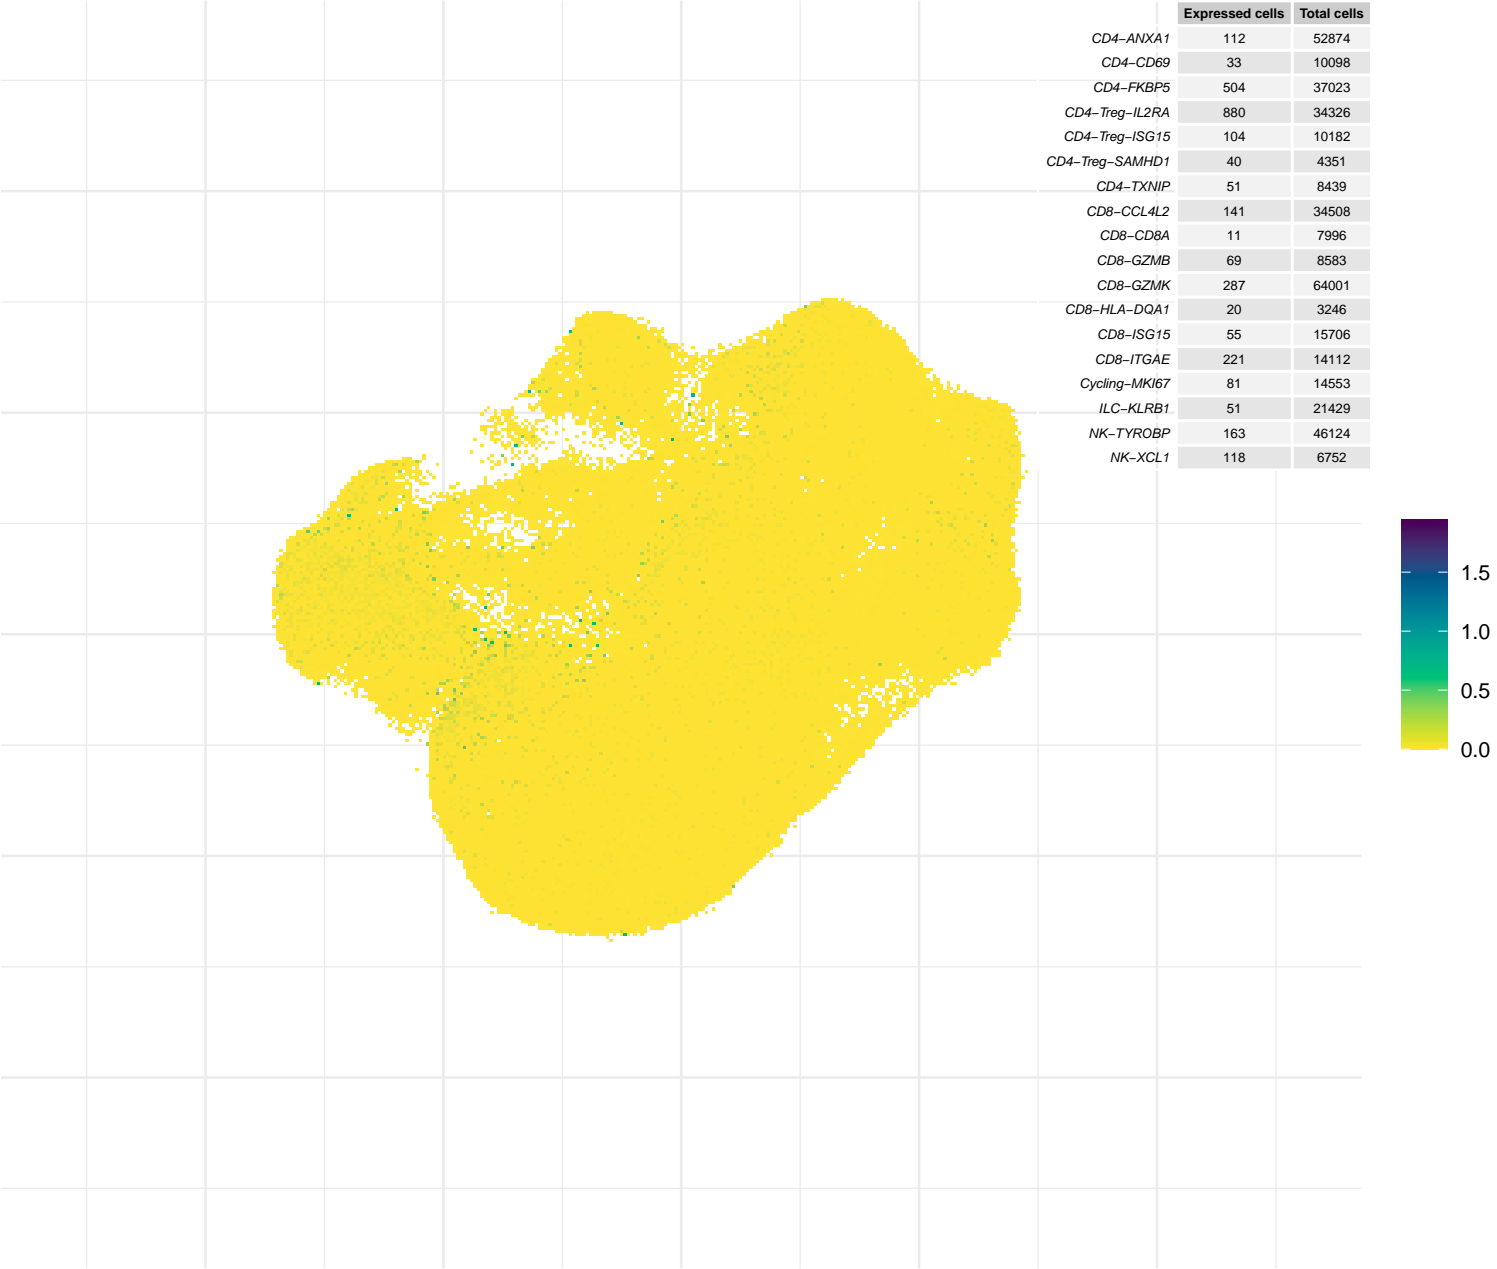 Expressed cells Total cells
CD4−ANXA1 112 52874
CD4−CD69 33 10098
CD4−FKBP5 504 37023
CD4−Treg−IL2RA 880 34326
CD4−Treg−ISG15 104 10182
CD4−Treg−SAMHD1 40 4351
CD4−TXNIP 51 8439
CD8−CCL4L2 141 34508
CD8−CD8A 11 7996
CD8−GZMB 69 8583
CD8−GZMK 287 64001
CD8−HLA−DQA1 20 3246
CD8−ISG15 55 15706
CD8−ITGAE 221 14112
Cycling−MKI67 81 14553
ILC−KLRB1 51 21429
NK−TYROBP 163 46124
NK−XCL1 118 6752
1.5
1.0
0.5
0.0